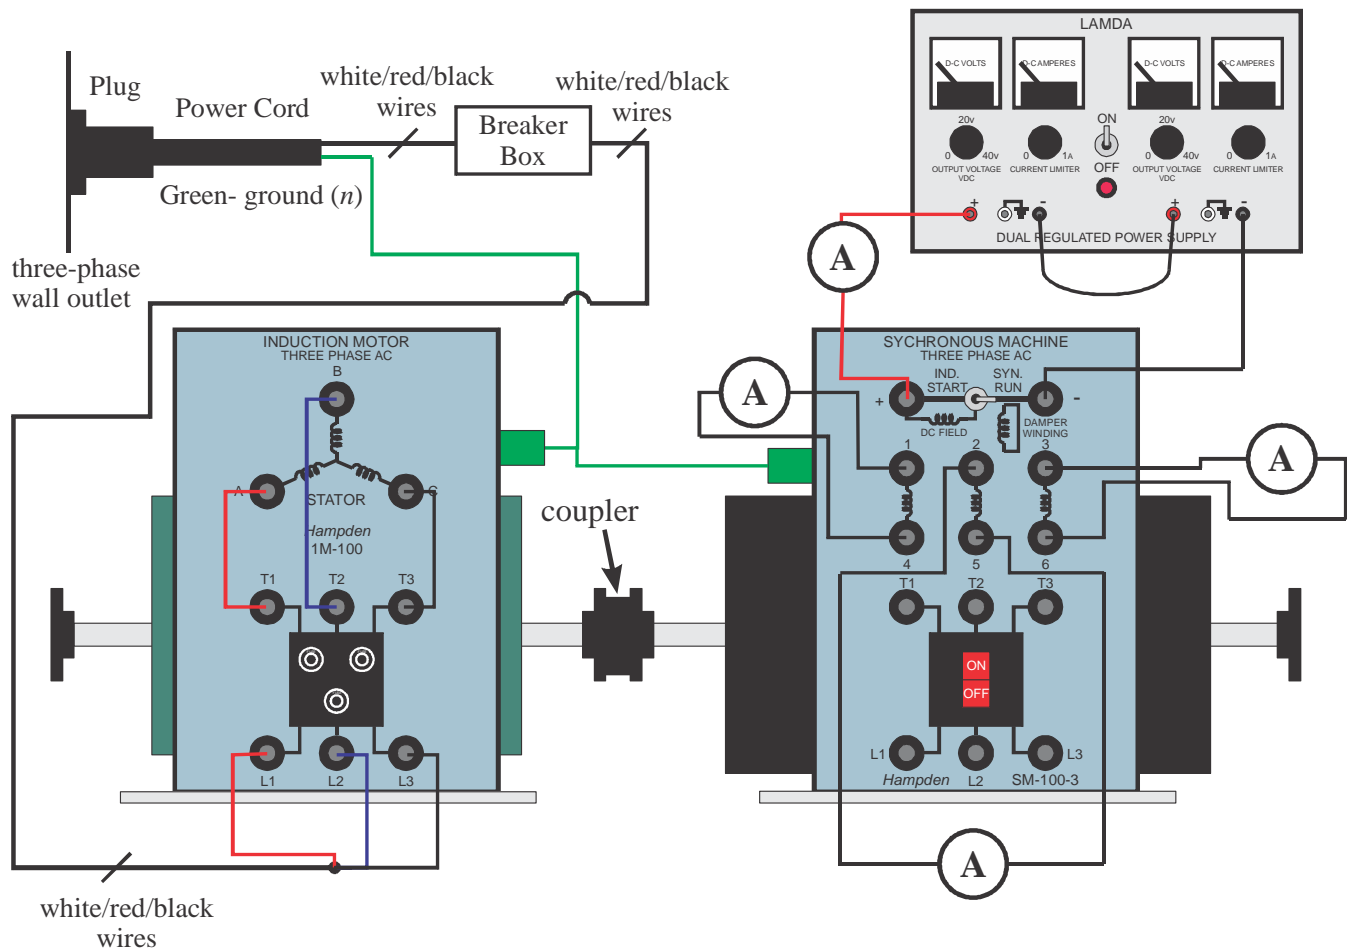 Plug
Power Cord
Green- ground (n)
three-phase
wall outlet
white/red/black
wires
Breaker
Box
white/red/black
wires
LAMDA
D-C VOLTS
D-C AMPERES
D-C VOLTS
D-C AMPERES
20v
0
40v
OUTPUT VOLTAGE
VDC
0
1A
CURRENT LIMITER
ON
OFF
20v
0
40v
OUTPUT VOLTAGE
VDC
0
1A
CURRENT LIMITER
+
-
+
-
DUAL REGULATED POWER SUPPLY
A
INDUCTION MOTOR
THREE PHASE AC
B
A
C
STATOR
Hampden
1M-100
T1
T2
T3
L1
L2
L3
white/red/black
wires
coupler
SYCHRONOUS MACHINE
THREE PHASE AC
IND.
START
SYN.
RUN
+
-
DC FIELD
DAMPER
WINDING
A
A
1
2
3
4
5
6
T1
T2
T3
ON
OFF
L1
L2
L3
Hampden
SM-100-3
A